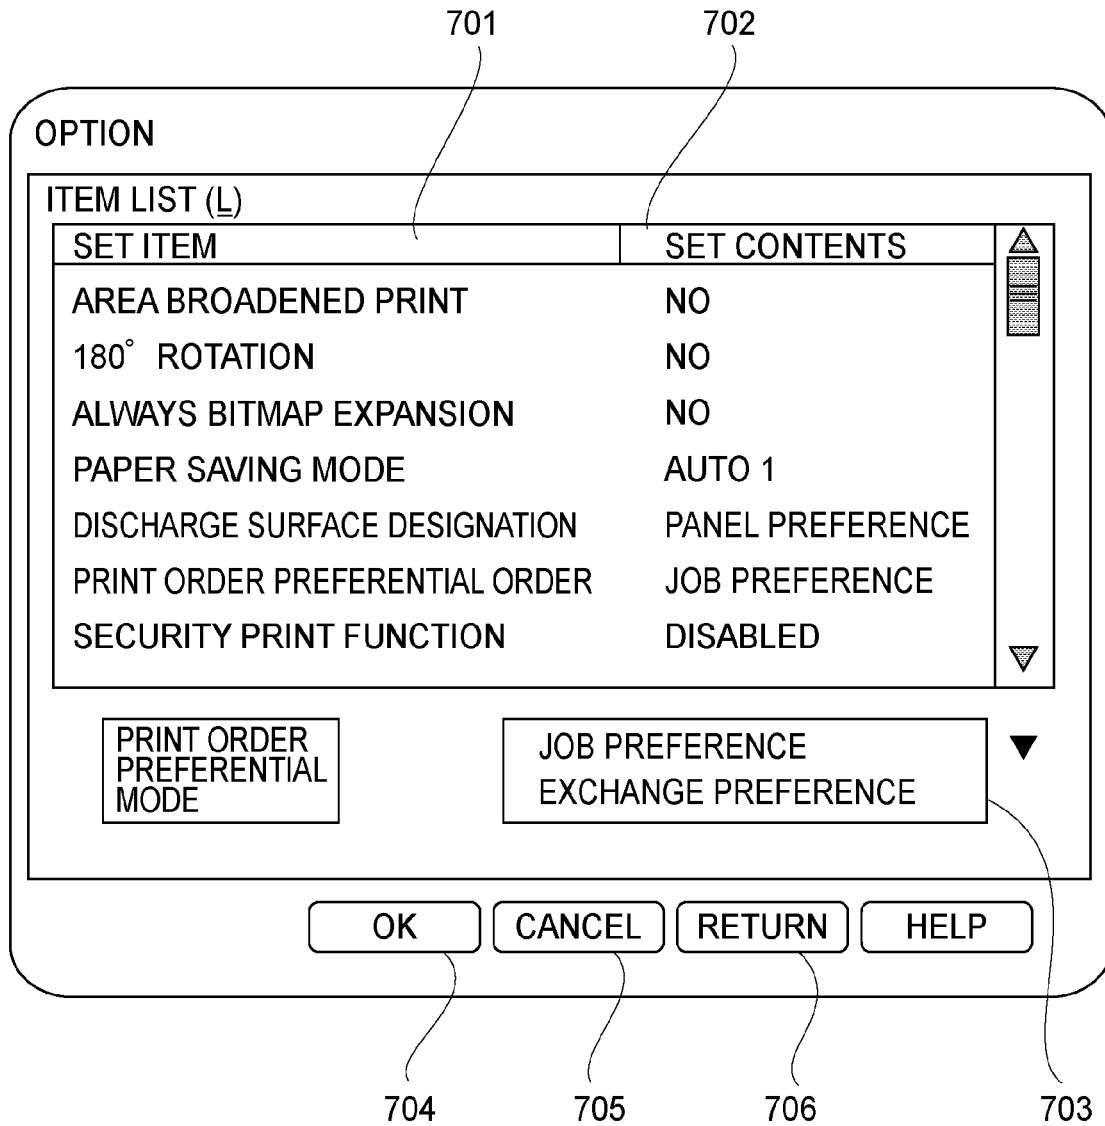 701 702
OPTION
ITEM LIST (L)
SET ITEM SET CONTENTS
AREA BROADENED PRINT NO
180° ROTATION NO
ALWAYS BITMAP EXPANSION NO
PAPER SAVING MODE AUTO 1
DISCHARGE SURFACE DESIGNATION PANEL PREFERENCE
PRINT ORDER PREFERENTIAL ORDER JOB PREFERENCE
SECURITY PRINT FUNCTION DISABLED
PRINT ORDER
PREFERENTIAL
MODE
JOB PREFERENCE
EXCHANGE PREFERENCE
OK CANCEL RETURN HELP
704 705 706 703